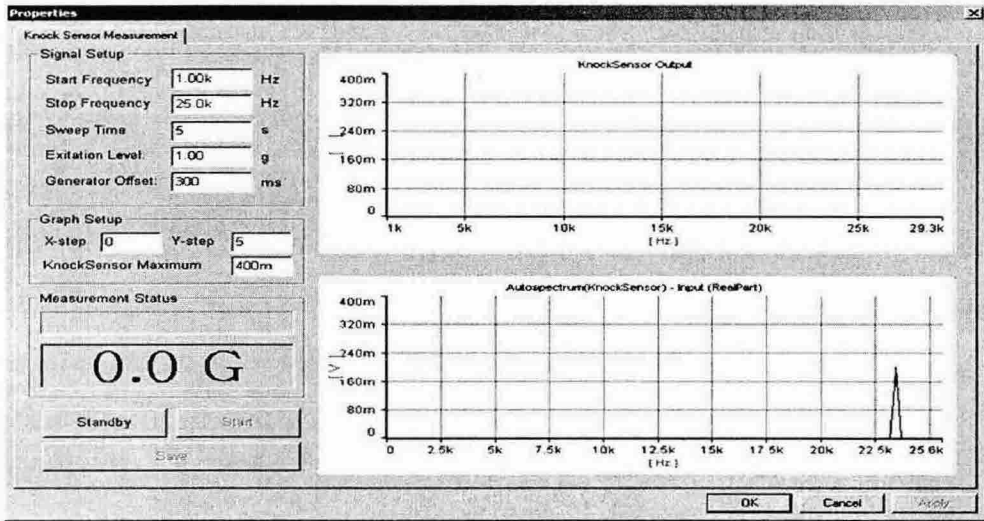 Properties
Knock Sensor Measurement
Signal Setup
Start Frequency 1.00k Hz
Stop Frequency 25.0k Hz
Sweep Time 5 s
Exitation Level: 1.00 g
Generator Offset: 300 ms
Graph Setup
X-step 0 Y-step 5
KnockSensor Maximum 400m
Measurement Status
0.0 G
Standby Start
Save
KnockSensor Output
400m
320m
240m
160m
80m
0
1k 5k 10k 15k 20k 25k 29.3k
[Hz]
Autospectrum(KnockSensor) - Input (RealPart)
400m
320m
240m
[V]
160m
80m
0
0 2.5k 5k 7.5k 10k 12.5k 15k 17.5k 20k 22.5k 25.6k
[Hz]
OK Cancel Apply